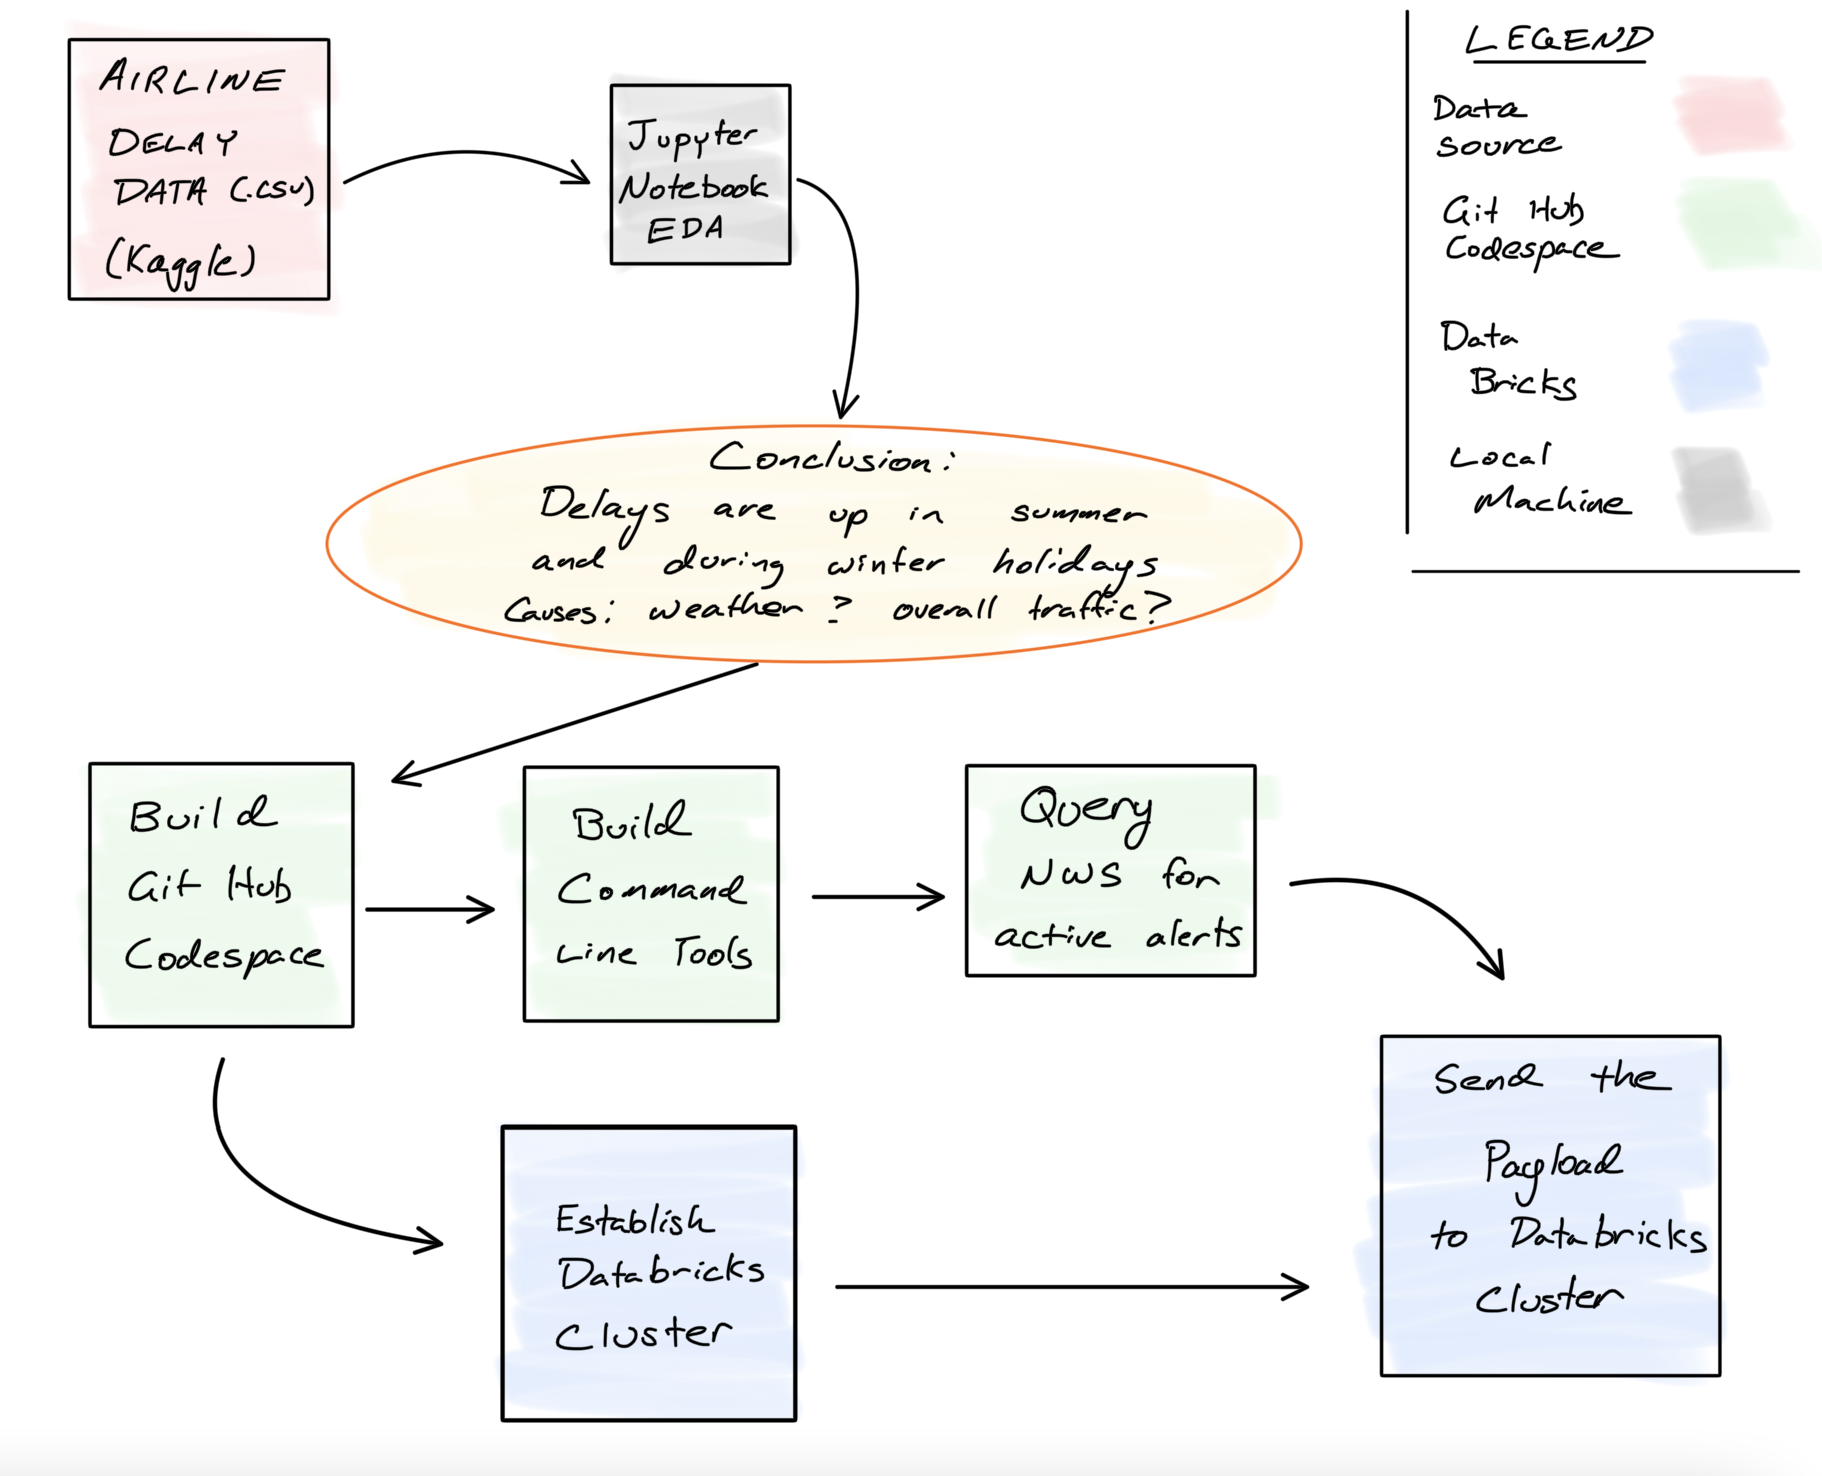 AIRLINE
DELAY
DATA (.csv)
(Kaggle)
Jupyter
Notebook
EDA
LEGEND
Data
source
Git Hub
Codespace
Data
Bricks
Local
Machine
Conclusion:
Delays are up in summer
and during winter holidays
Causes: weather? overall traffic?
Build
Git Hub
Codespace
Build
Command
Line Tools
Query
NWS for
active alerts
Establish
Databricks
Cluster
Send the
Payload
to Databricks
Cluster